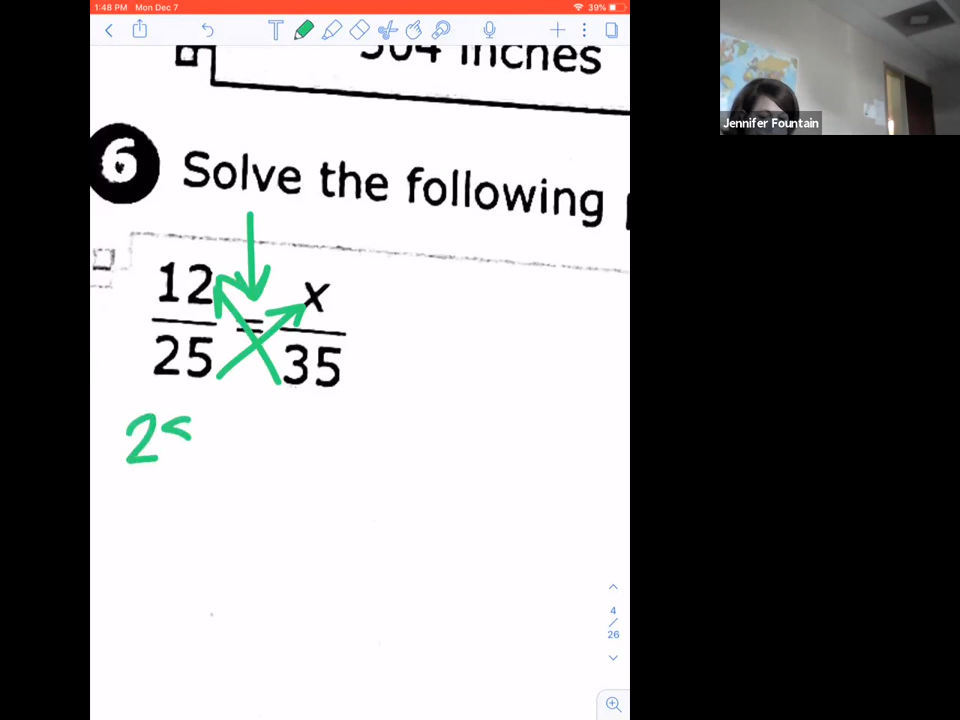 1:48 PM Mon Dec 7
39%
T
504 inches
Jennifer Fountain
6 Solve the following
12 x
=
25 35
4
/
26